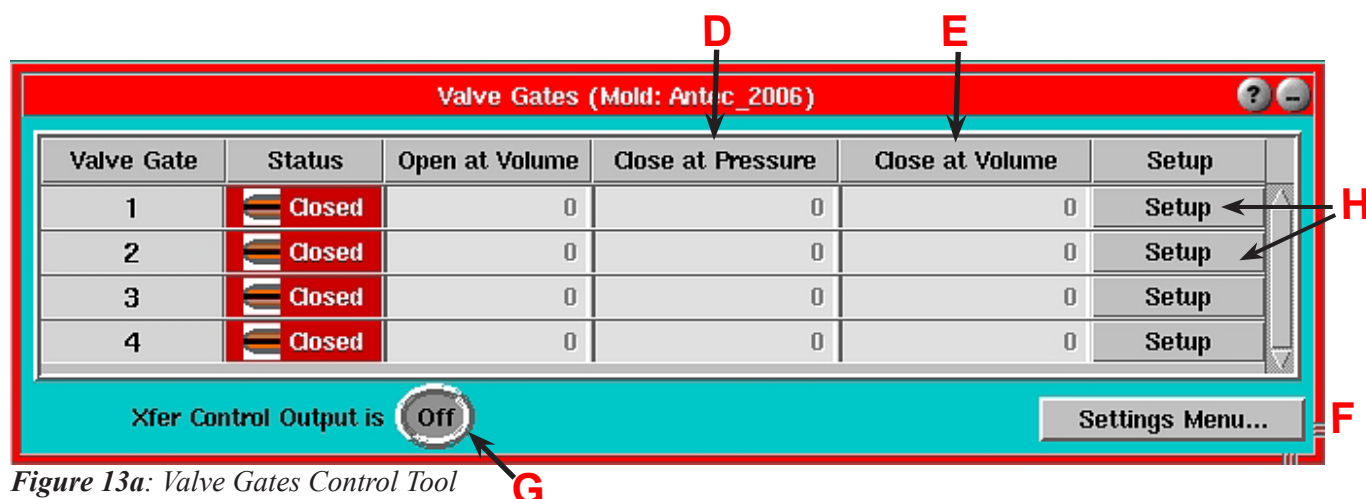 D E
Valve Gates (Mold: Antec_2006) ? -
Valve Gate Status Open at Volume Close at Pressure Close at Volume Setup
1 Closed 0 0 0 Setup H
2 Closed 0 0 0 Setup
3 Closed 0 0 0 Setup
4 Closed 0 0 0 Setup
Xfer Control Output is Off Settings Menu... F
Figure 13a: Valve Gates Control Tool G